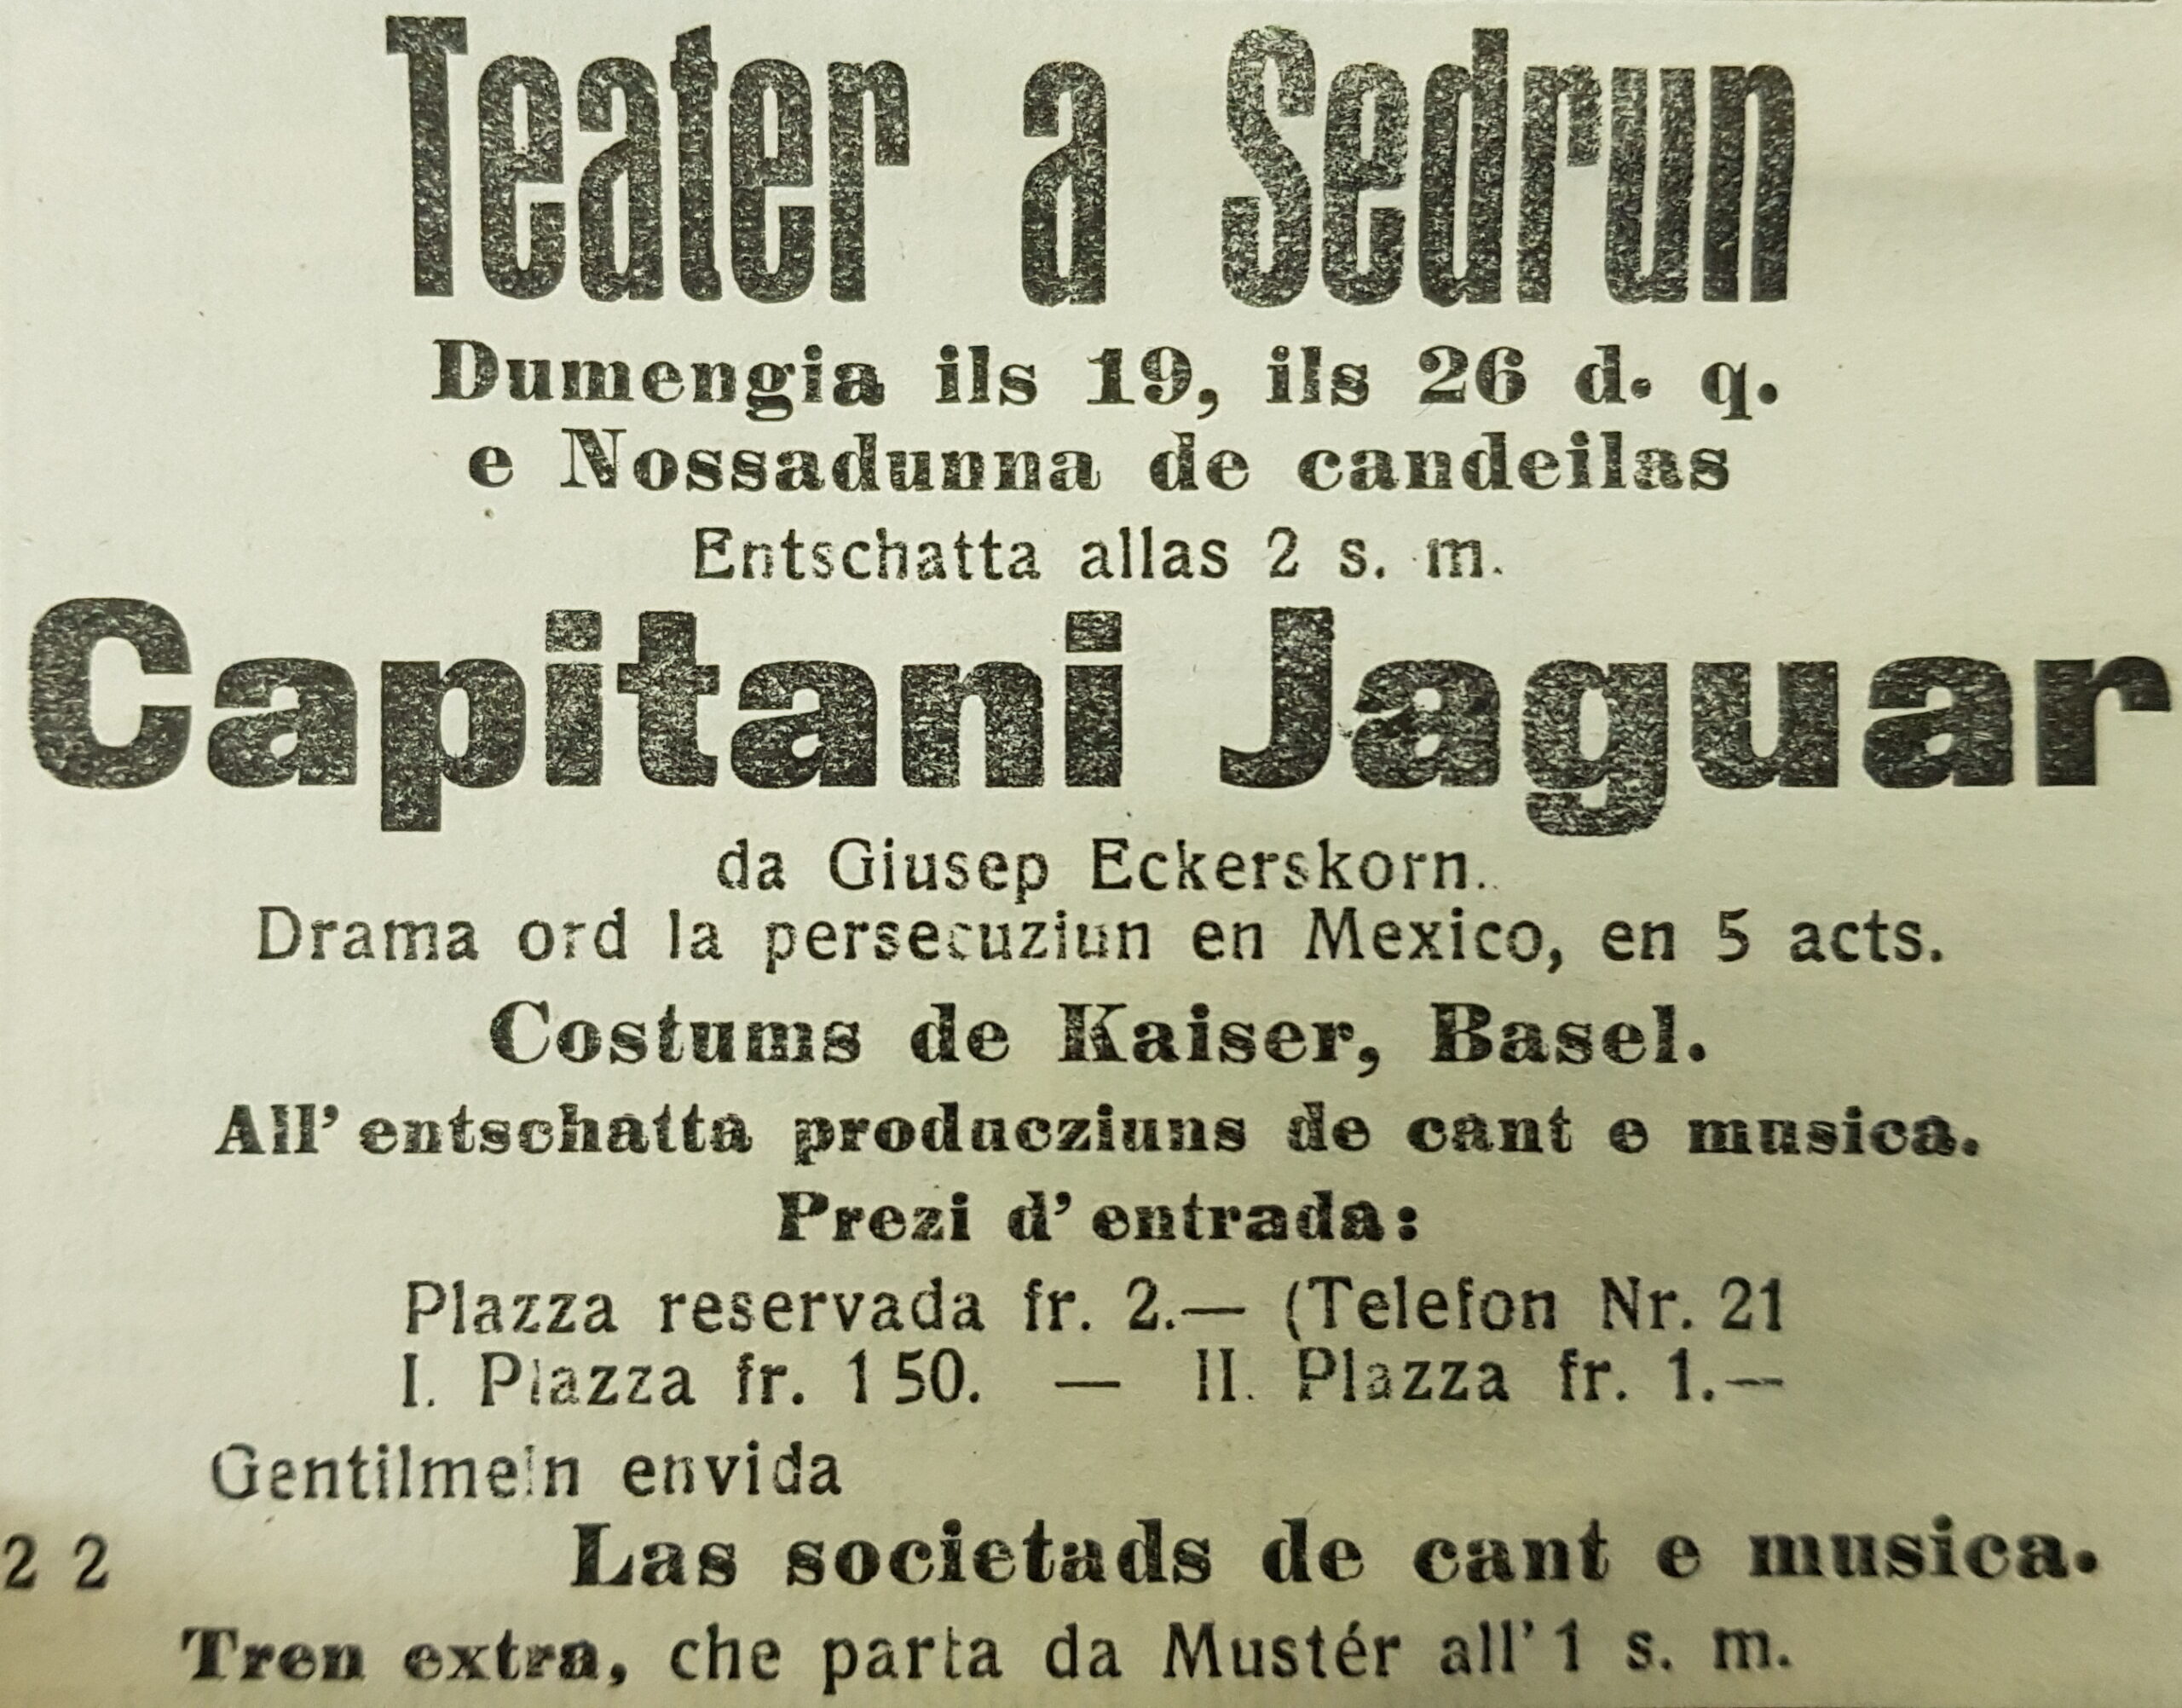 Teater a Sedrun
Dumengia ils 19, ils 26 d. q.
e Nossadunna de candeilas
Entschatta allas 2 s. m.
Capitani Jaguar
da Giusep Eckerskorn.
Drama ord la persecuziun en Mexico, en 5 acts.
Costums de Kaiser, Basel.
All' entschatta producziuns de cant e musica.
Prezi d' entrada:
Plazza reservada fr. 2.— (Telefon Nr. 21
I. Plazza fr. 1 50. — II. Plazza fr. 1.—
Gentilmein envida
2 2 Las societads de cant e musica.
Tren extra, che parta da Mustér all' 1 s. m.